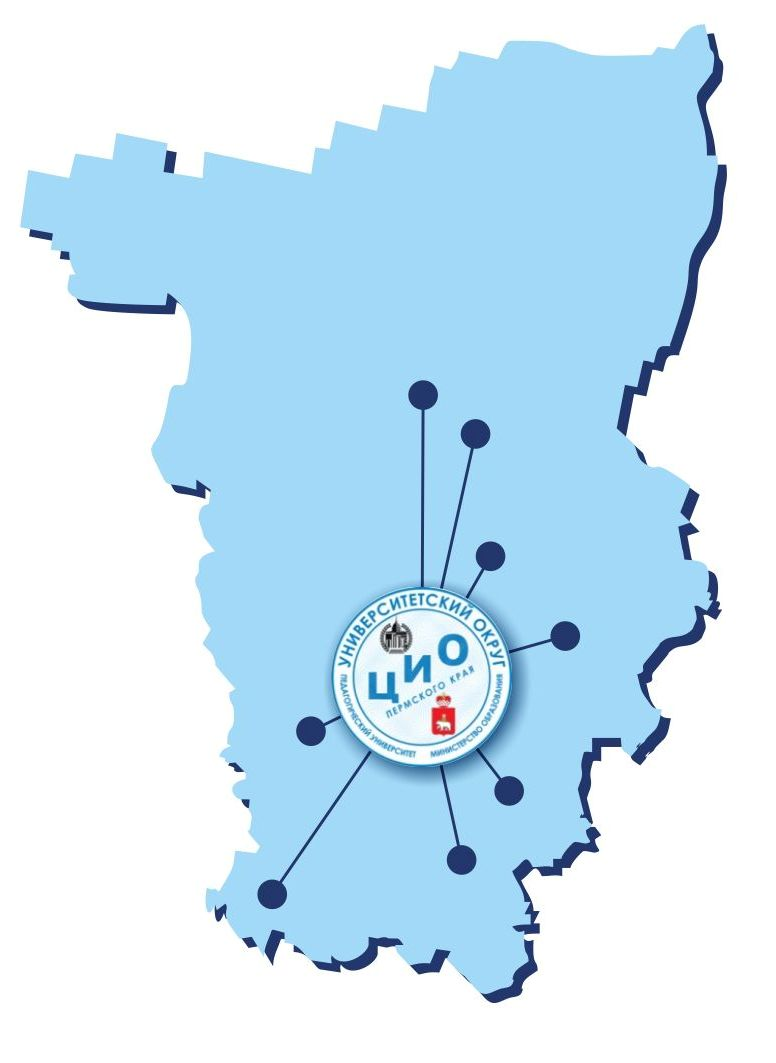 УНИВЕРСИТЕТСКИЙ ОКРУГ
ЦИО
ПЕРМСКОГО КРАЯ
ПЕДАГОГИЧЕСКИЙ УНИВЕРСИТЕТ
МИНИСТЕРСТВО ОБРАЗОВАНИЯ